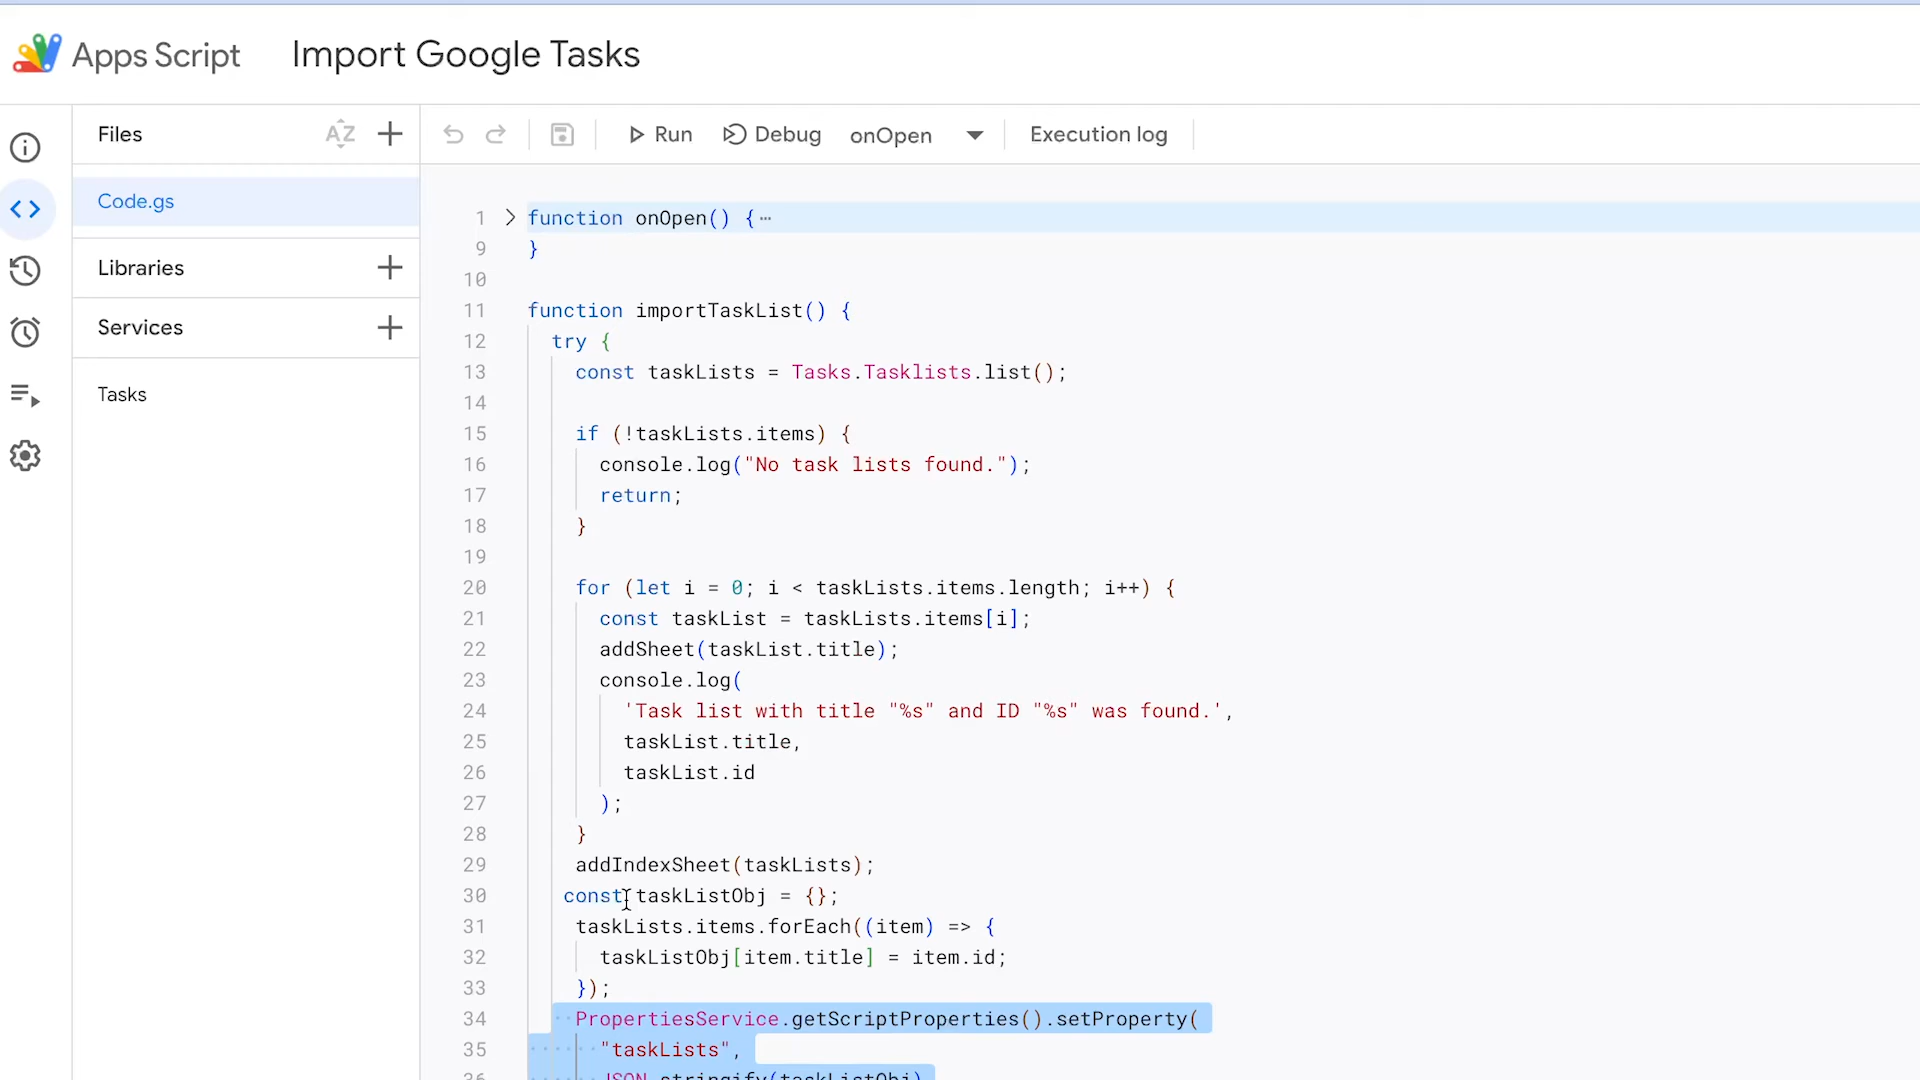 Apps Script Import Google Tasks
Files AZ Run Debug onOpen Execution log
Code.gs
Libraries
Services
Tasks
1 function onOpen() {
9 }
10
11 function importTaskList() {
12 try {
13 const taskLists = Tasks.Tasklists.list();
14
15 if (!taskLists.items) {
16 console.log("No task lists found.");
17 return;
18 }
19
20 for (let i = 0; i < taskLists.items.length; i++) {
21 const taskList = taskLists.items[i];
22 addSheet(taskList.title);
23 console.log(
24 'Task list with title "%s" and ID "%s" was found.',
25 taskList.title,
26 taskList.id
27 );
28 }
29 addIndexSheet(taskLists);
30 const taskListObj = {};
31 taskLists.items.forEach((item) => {
32 taskListObj[item.title] = item.id;
33 });
34 PropertiesService.getScriptProperties().setProperty(
35 "taskLists",
36 JSON.stringify(taskListObj)